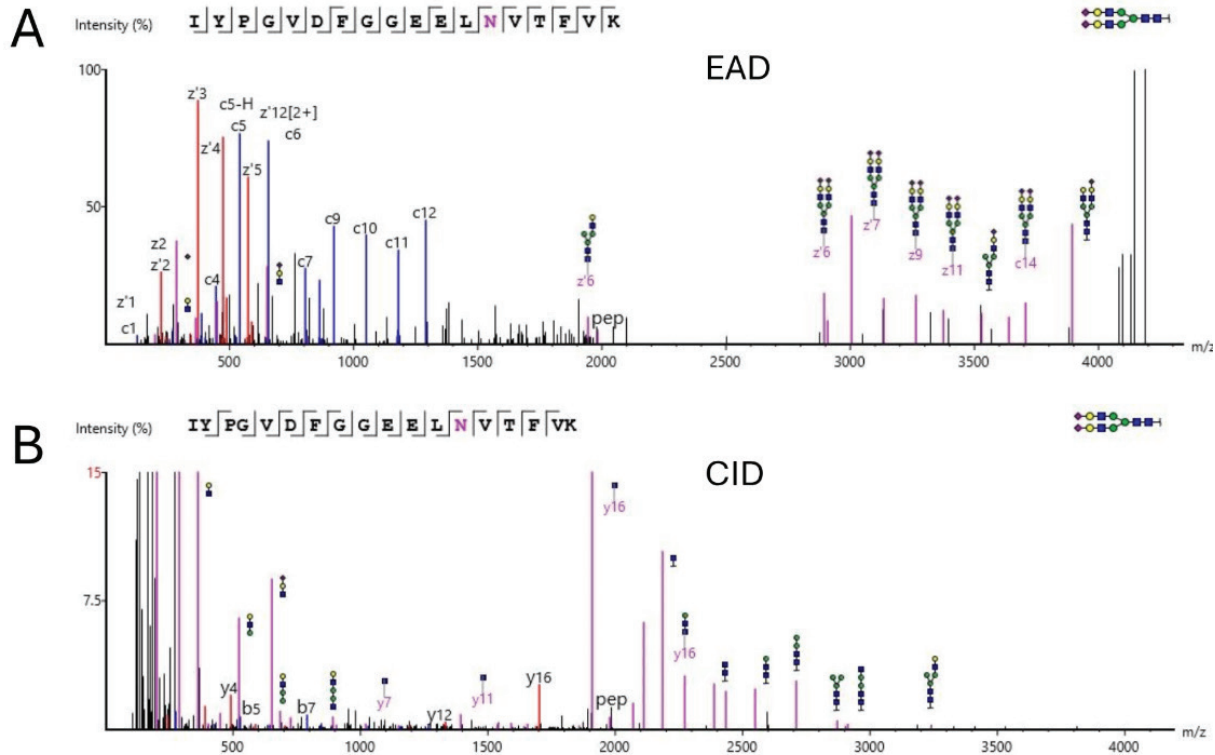 A
Intensity (%)
I Y P G V D F G G E E L N V T F V K
EAD
100
50
z'1
c1
z2
z'2
z'3
z'4
c4
c5-H
c5
z'5
z'12[2+]
c6
c7
c9
c10
c11
c12
z'6
pep
z'6
z'7
z9
z11
c14
500
1000
1500
2000
2500
3000
3500
4000
m/z
B
Intensity (%)
I Y P G V D F G G E E L N V T F V K
CID
15
7.5
y4
b5
b7
y7
y12
y11
y16
pep
y16
y16
500
1000
1500
2000
2500
3000
3500
4000
m/z